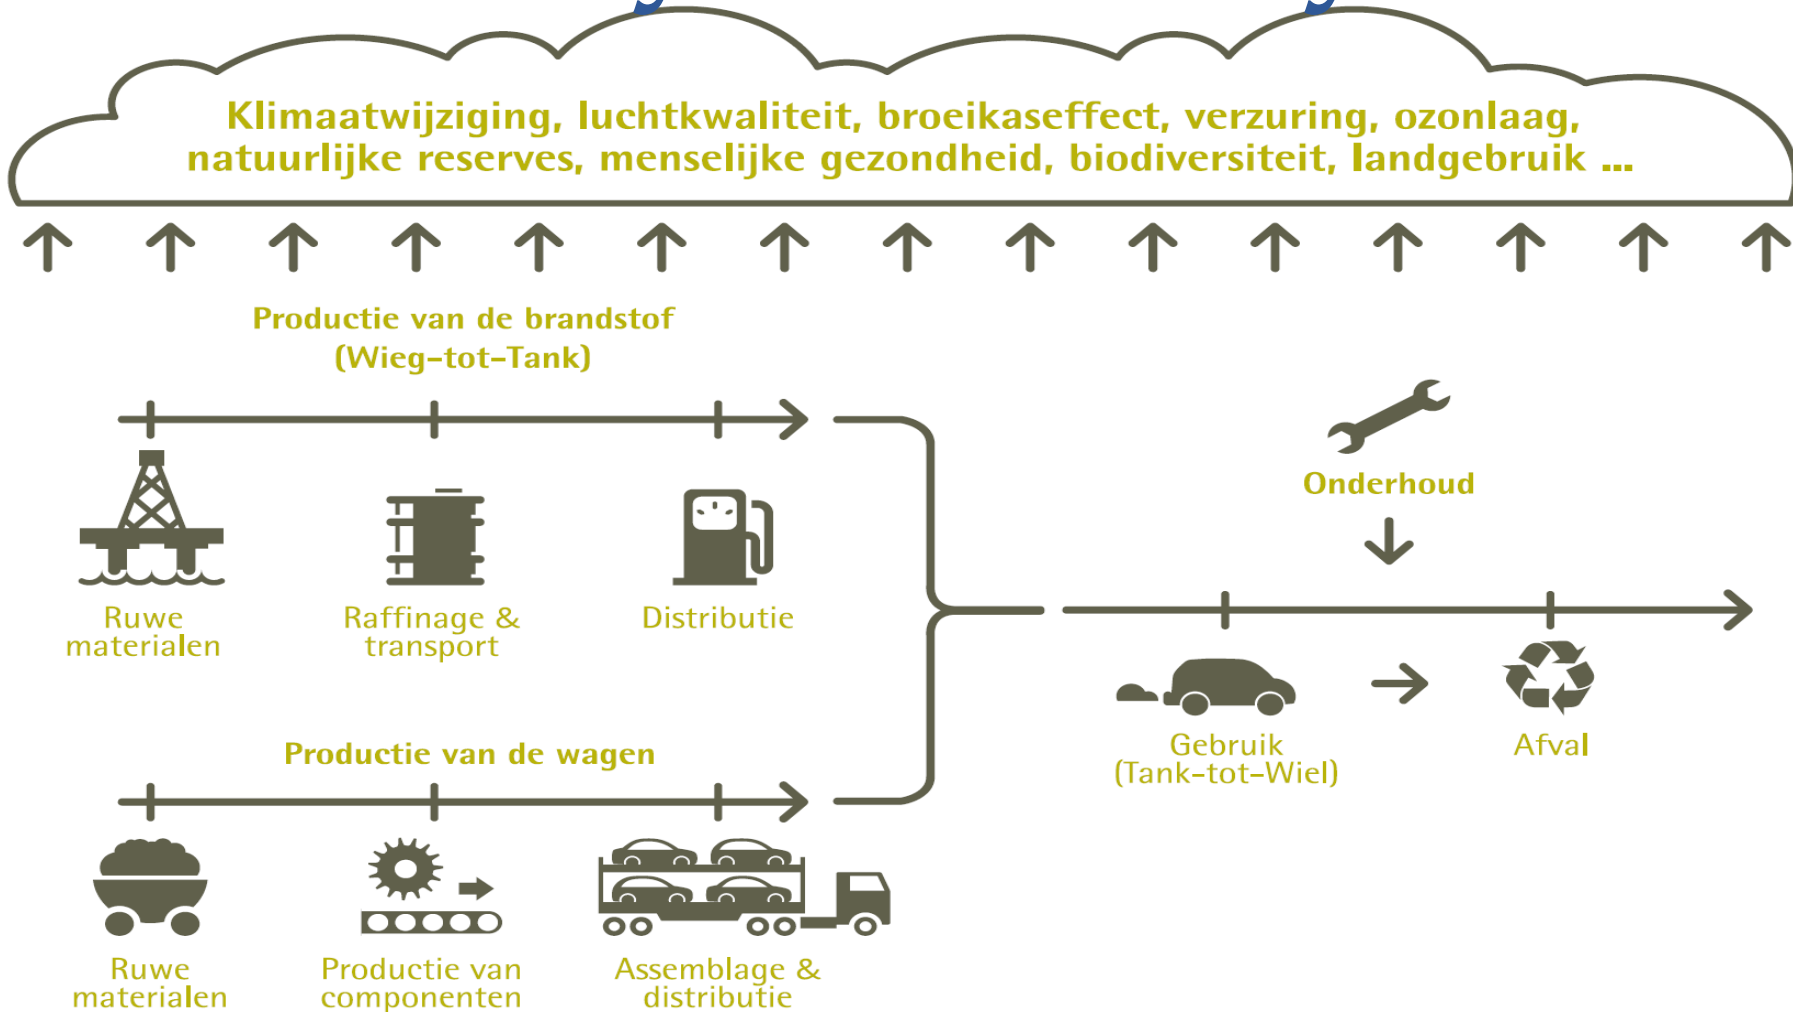 Klimaatwijziging, luchtkwaliteit, broeikaseffect, verzuring, ozonlaag,
natuurlijke reserves, menselijke gezondheid, biodiversiteit, landgebruik ...
Productie van de brandstof
(Wieg-tot-Tank)
Ruwe
materialen
Raffinage &
transport
Distributie
Onderhoud
Gebruik
(Tank-tot-Wiel)
Afval
Productie van de wagen
Ruwe
materialen
Productie van
componenten
Assemblage &
distributie